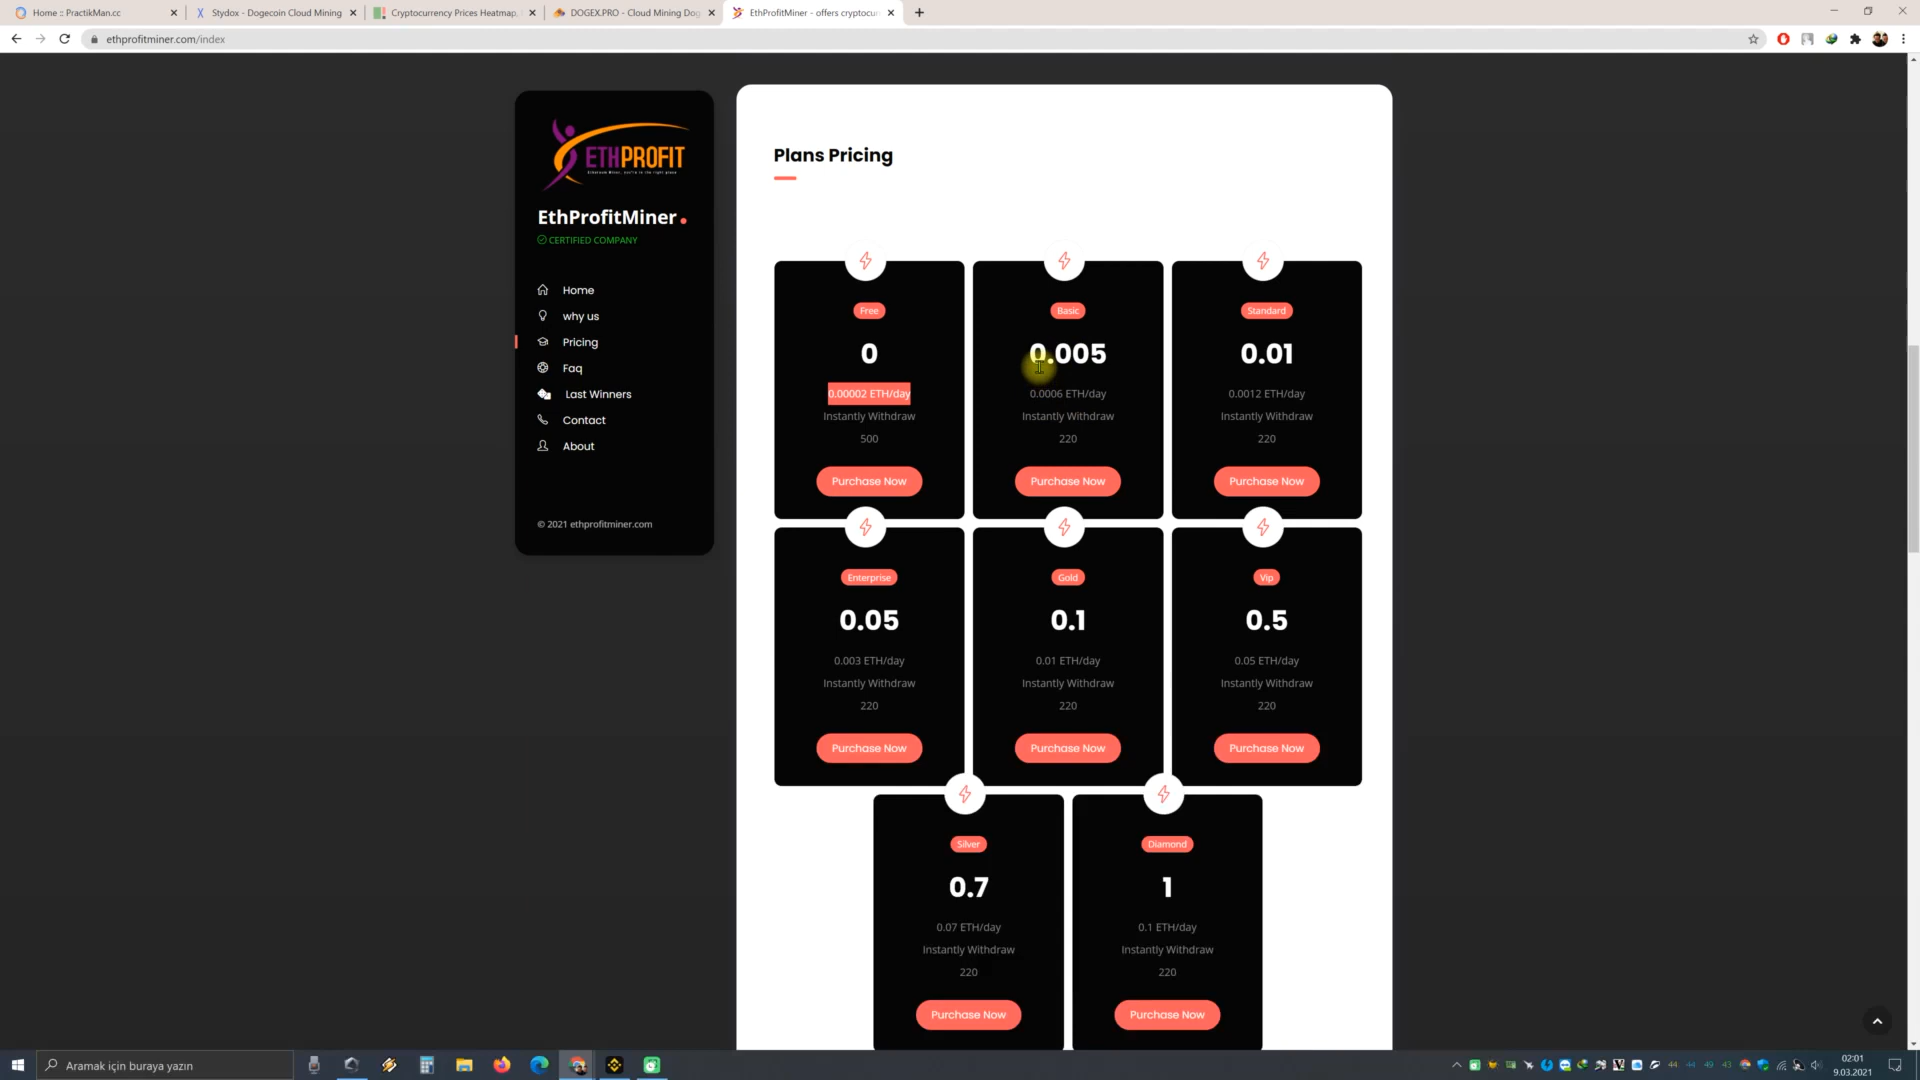 Home :: PractikMan.cc
Stydox - Dogecoin Cloud Mining
Cryptocurrency Prices Heatmap,
DOGEX.PRO - Cloud Mining Dog
EthProfitMiner - offers cryptocurr
ethprofitminer.com/index
ETHPROFIT
EthProfitMiner.
CERTIFIED COMPANY
Home
why us
Pricing
Faq
Last Winners
Contact
About
© 2021 ethprofitminer.com
Plans Pricing
Free
0
0.00002 ETH/day
Instantly Withdraw
500
Purchase Now
Basic
0.005
0.0006 ETH/day
Instantly Withdraw
220
Purchase Now
Standard
0.01
0.0012 ETH/day
Instantly Withdraw
220
Purchase Now
Enterprise
0.05
0.003 ETH/day
Instantly Withdraw
220
Purchase Now
Gold
0.1
0.01 ETH/day
Instantly Withdraw
220
Purchase Now
Vip
0.5
0.05 ETH/day
Instantly Withdraw
220
Purchase Now
Silver
0.7
0.07 ETH/day
Instantly Withdraw
220
Purchase Now
Diamond
1
0.1 ETH/day
Instantly Withdraw
220
Purchase Now
Aramak için buraya yazın
44 44 49 43
02:01
9.03.2021